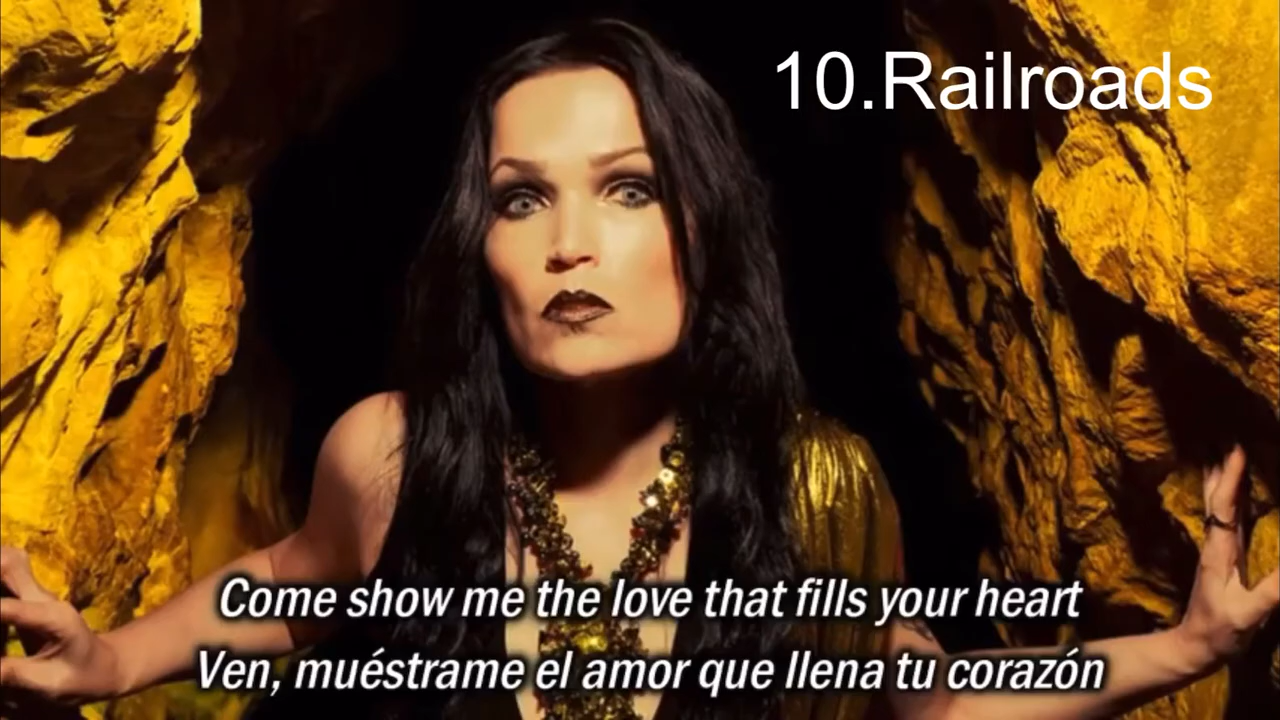 10.Railroads
Come show me the love that fills your heart
Ven, muéstrame el amor que llena tu corazón